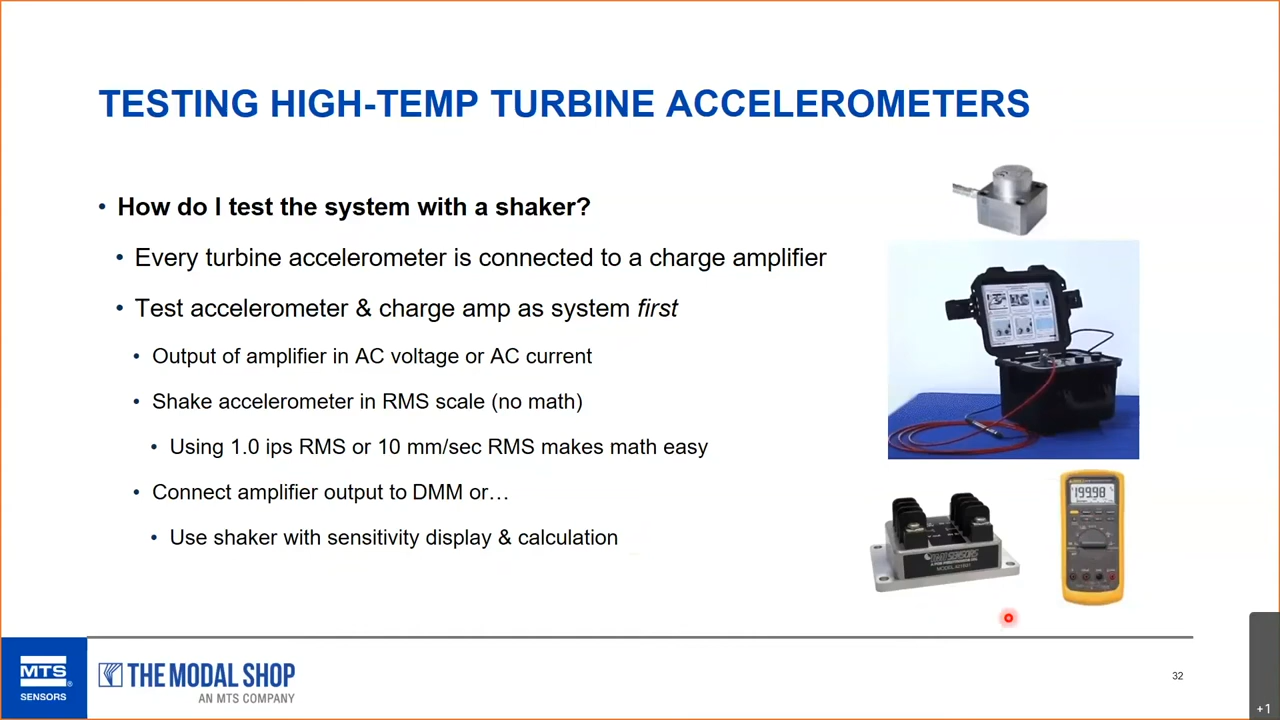 TESTING HIGH-TEMP TURBINE ACCELEROMETERS
• How do I test the system with a shaker?
• Every turbine accelerometer is connected to a charge amplifier
• Test accelerometer & charge amp as system first
• Output of amplifier in AC voltage or AC current
• Shake accelerometer in RMS scale (no math)
• Using 1.0 ips RMS or 10 mm/sec RMS makes math easy
• Connect amplifier output to DMM or…
• Use shaker with sensitivity display & calculation
199.98
SENSORS
MTS®
SENSORS
THE MODAL SHOP
AN MTS COMPANY
32
+1